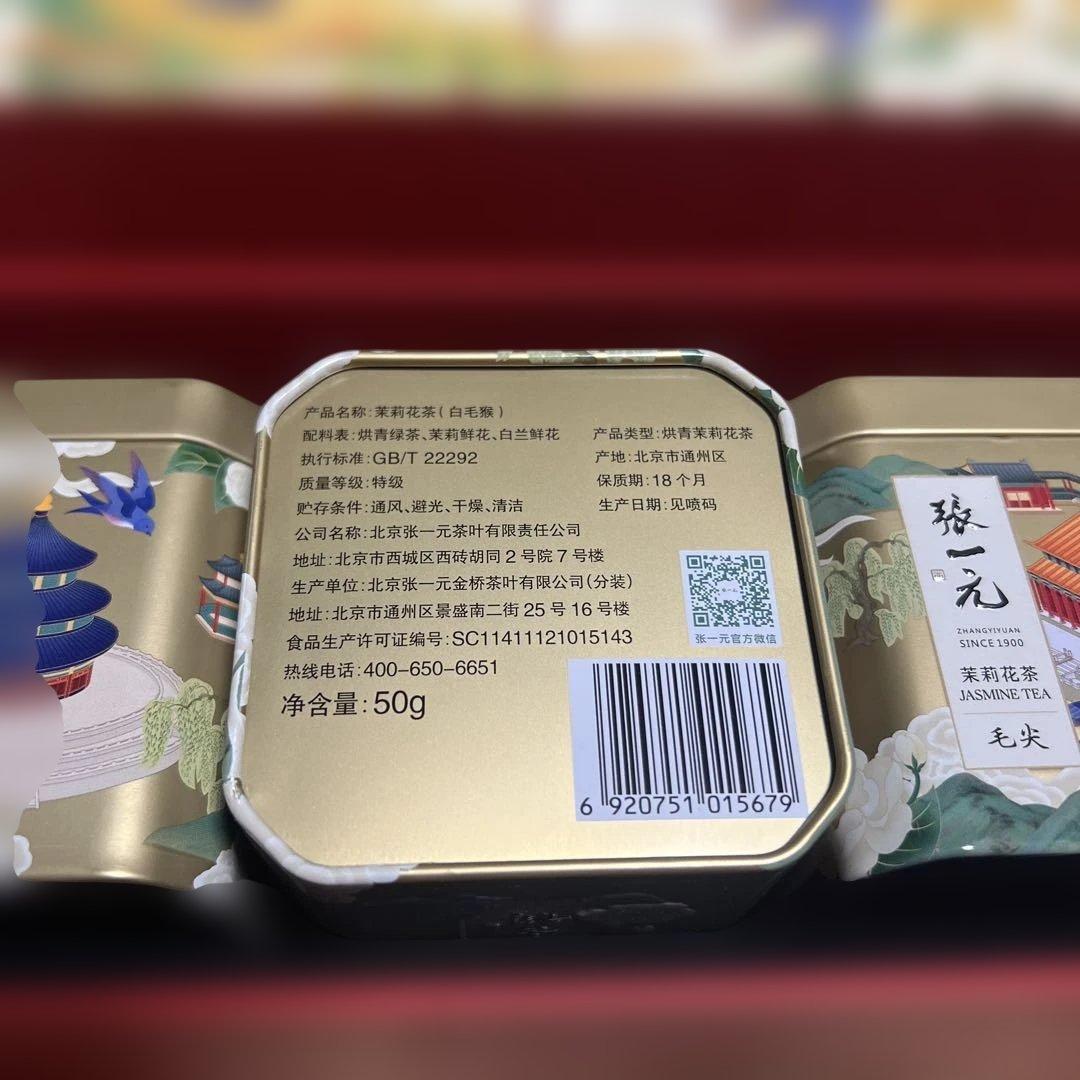 产品名称:茉莉花茶(白毛猴)
配料表:烘青绿茶、茉莉鲜花、白兰鲜花
产品类型:烘青茉莉花茶
执行标准:GB/T 22292
产地:北京市通州区
质量等级:特级
保质期:18个月
贮存条件:通风、避光、干燥、清洁
生产日期:见喷码
公司名称:北京张一元茶叶有限责任公司
地址:北京市西城区西砖胡同2号院7号楼
生产单位:北京张一元金桥茶叶有限公司(分装)
地址:北京市通州区景盛南二街25号16号楼
食品生产许可证编号:SC11411121015143
热线电话:400-650-6651
净含量:50g
张一元官方微信
6 920751 015679
張一元
ZHANGYIYUAN
SINCE 1900
茉莉花茶
JASMINE TEA
毛尖